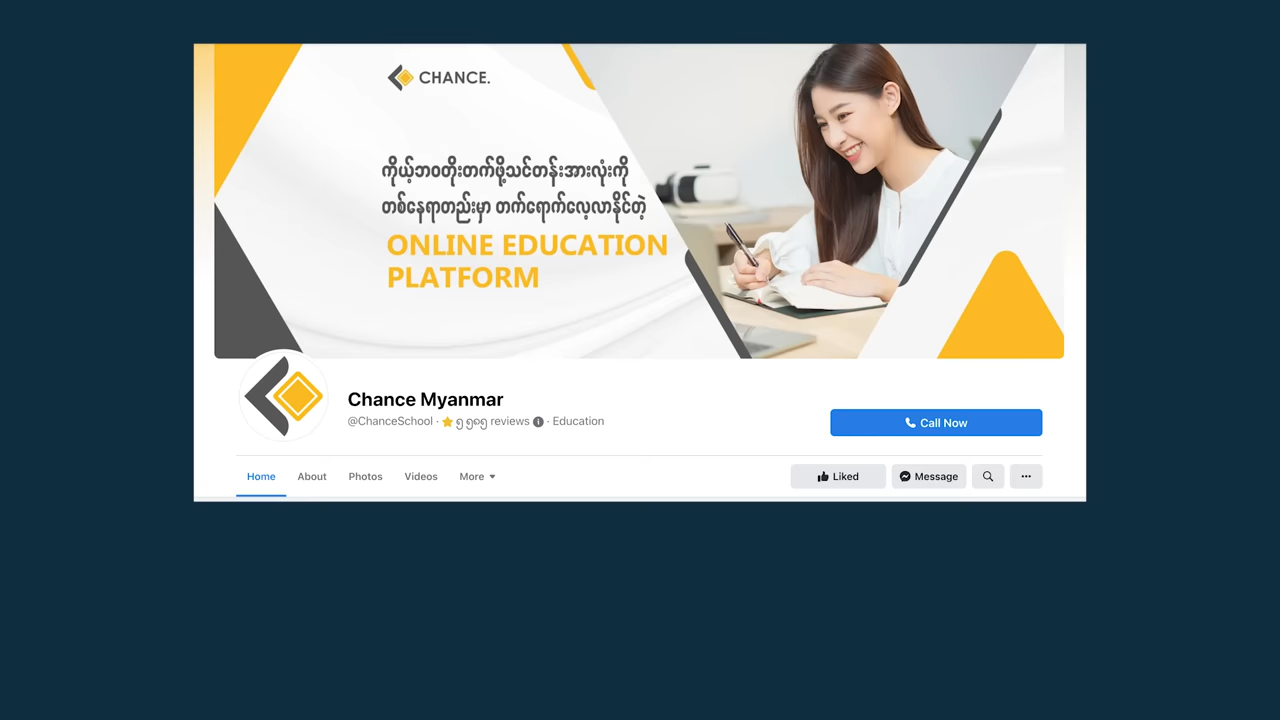 CHANCE.
ကိုယ့်ဘဝတိုးတက်ဖို့သင်တန်းအားလုံးကို
တစ်နေရာတည်းမှာ တက်ရောက်လေ့လာနိုင်တဲ့
ONLINE EDUCATION
PLATFORM
Chance Myanmar
@ChanceSchool · ၅ ၅၈၅ reviews · Education
Call Now
Home About Photos Videos More Liked Message